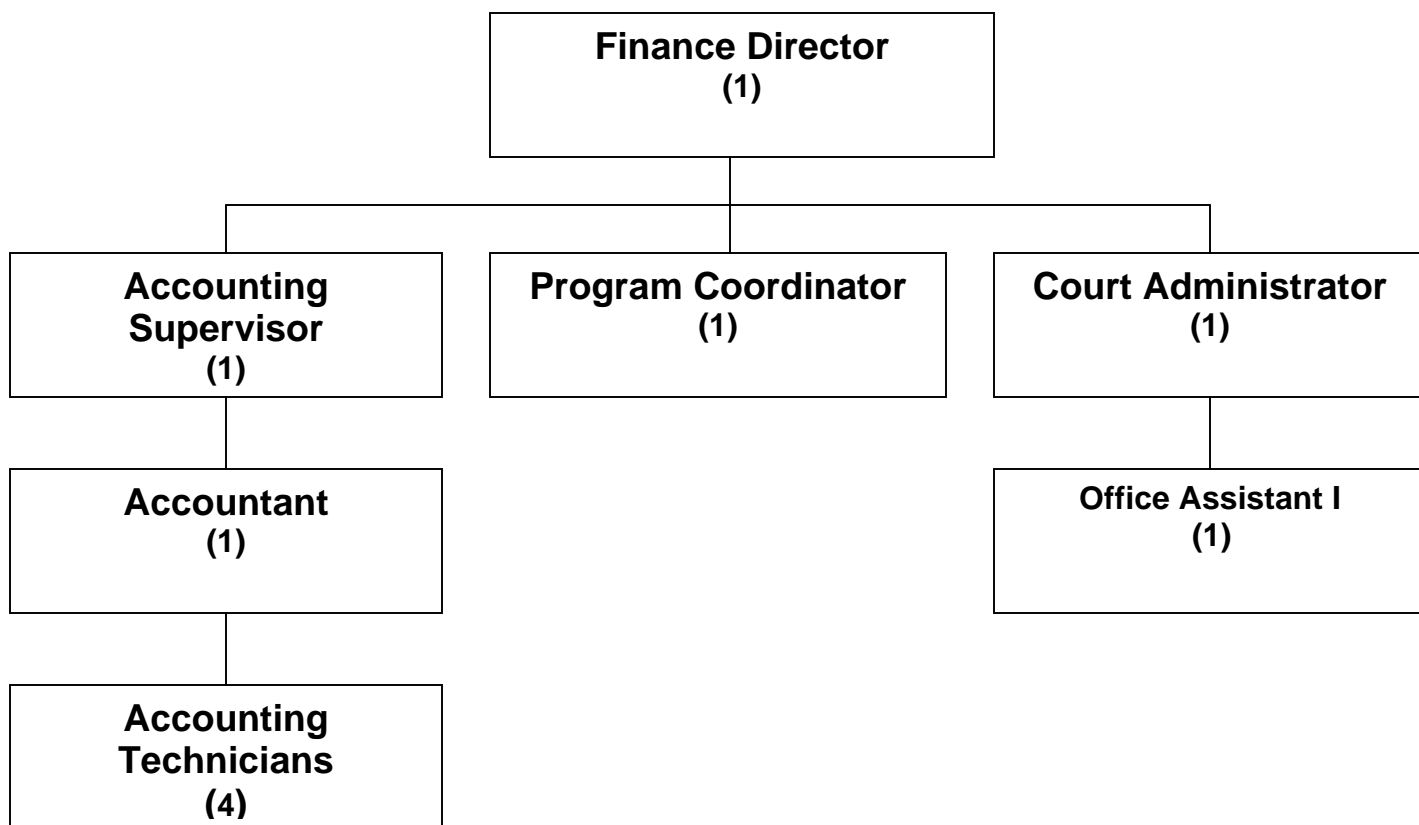 Finance Director
(1)
Accounting
Supervisor
(1)
Program Coordinator
(1)
Court Administrator
(1)
Accountant
(1)
Office Assistant I
(1)
Accounting
Technicians
(4)